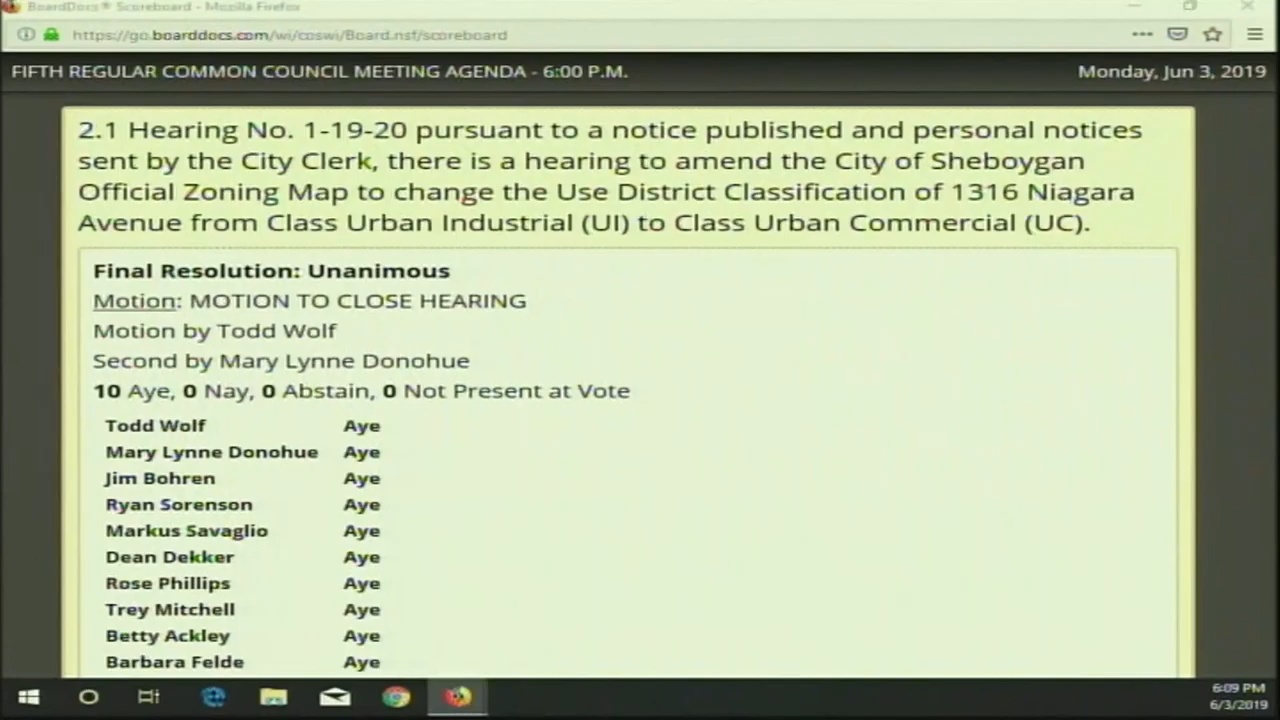 BoardDocs® Scoreboard - Mozilla Firefox
https://go.boarddocs.com/wi/coswi/Board.nsf/scoreboard
FIFTH REGULAR COMMON COUNCIL MEETING AGENDA - 6:00 P.M.
Monday, Jun 3, 2019
2.1 Hearing No. 1-19-20 pursuant to a notice published and personal notices
sent by the City Clerk, there is a hearing to amend the City of Sheboygan
Official Zoning Map to change the Use District Classification of 1316 Niagara
Avenue from Class Urban Industrial (UI) to Class Urban Commercial (UC).
Final Resolution: Unanimous
Motion: MOTION TO CLOSE HEARING
Motion by Todd Wolf
Second by Mary Lynne Donohue
10 Aye, 0 Nay, 0 Abstain, 0 Not Present at Vote
Todd Wolf Aye
Mary Lynne Donohue Aye
Jim Bohren Aye
Ryan Sorenson Aye
Markus Savaglio Aye
Dean Dekker Aye
Rose Phillips Aye
Trey Mitchell Aye
Betty Ackley Aye
Barbara Felde Aye
6:09 PM
6/3/2019